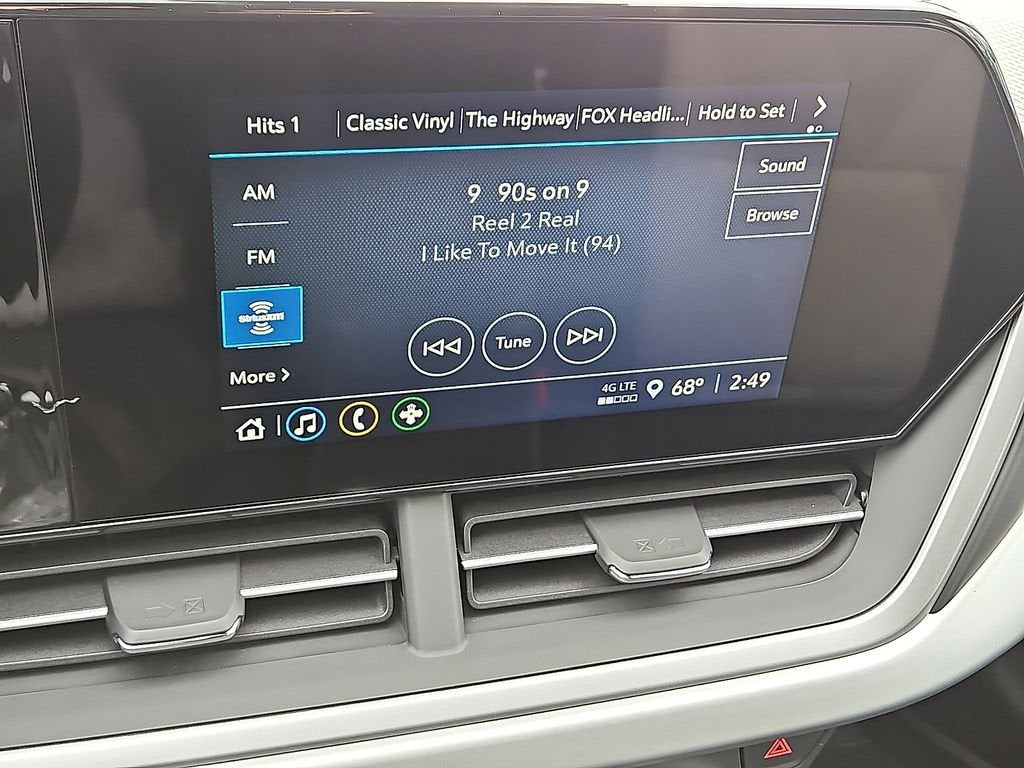 Hits 1 | Classic Vinyl | The Highway | FOX Headli... | Hold to Set |
Sound
AM
9 90s on 9
Reel 2 Real
Browse
FM
I Like To Move It (94)
SiriusXM
Tune
More
4G LTE
68° | 2:49